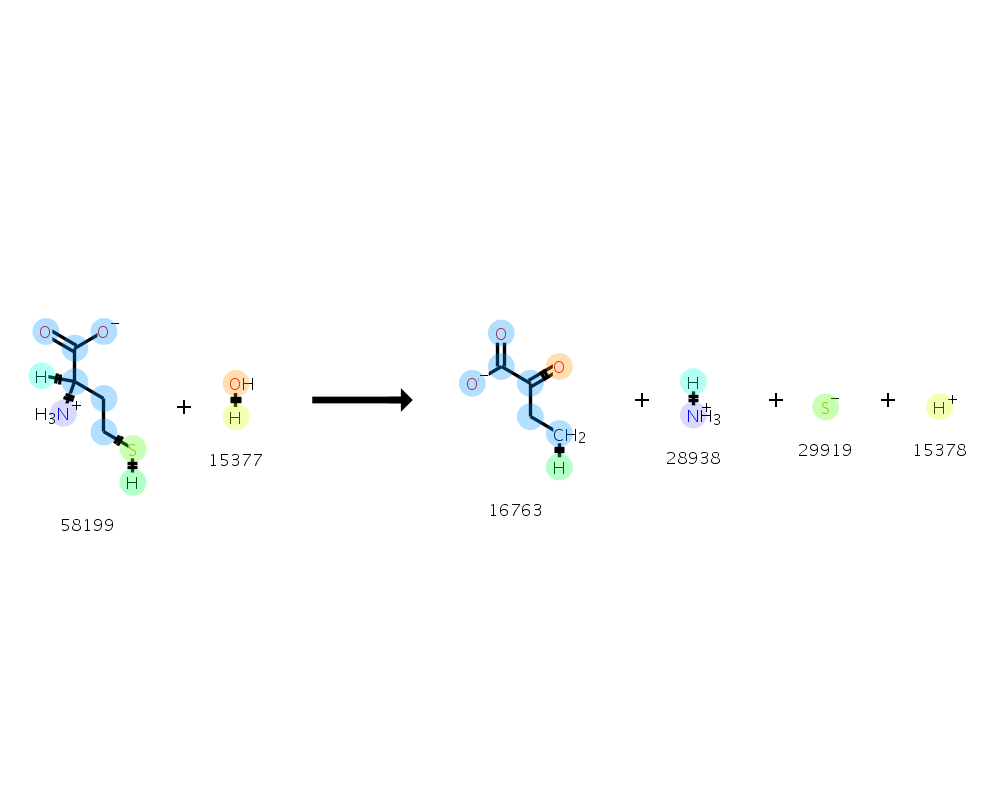 O O−
H
H3N+
S
H
58199
+
OH
H
15377
O
O−
O
CH2
H
16763
+
H
NH3+
28938
+
S−
29919
+
H+
15378